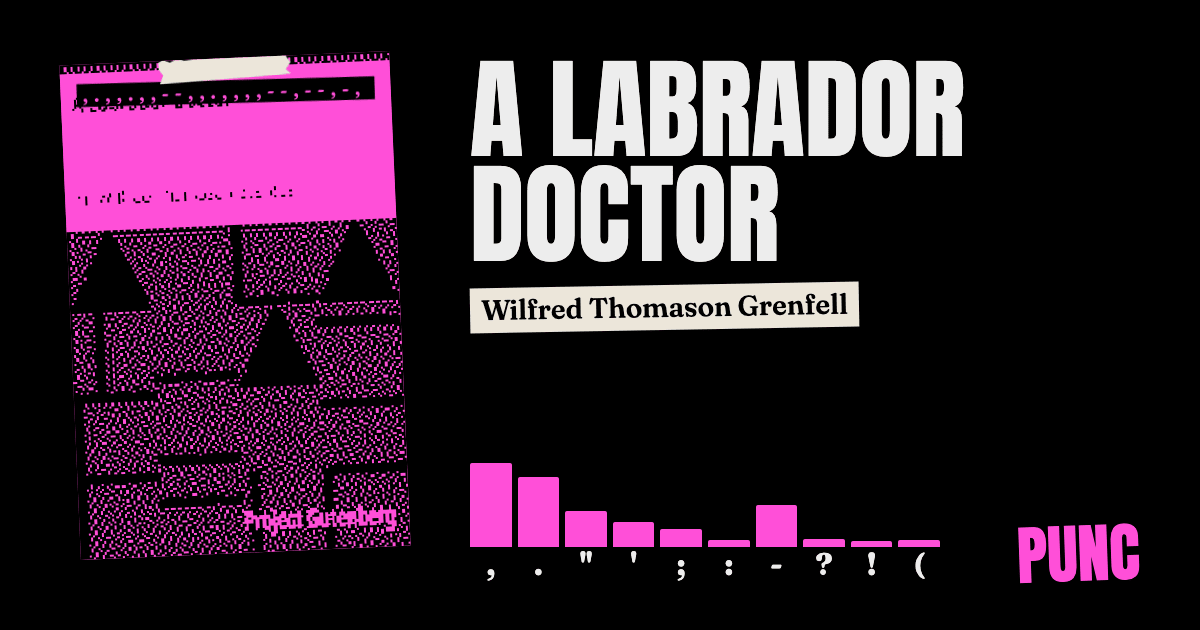 A LABRADOR
DOCTOR
Wilfred Thomason Grenfell
Project Gutenberg
, . " ' ; : - ? ! (
PUNC